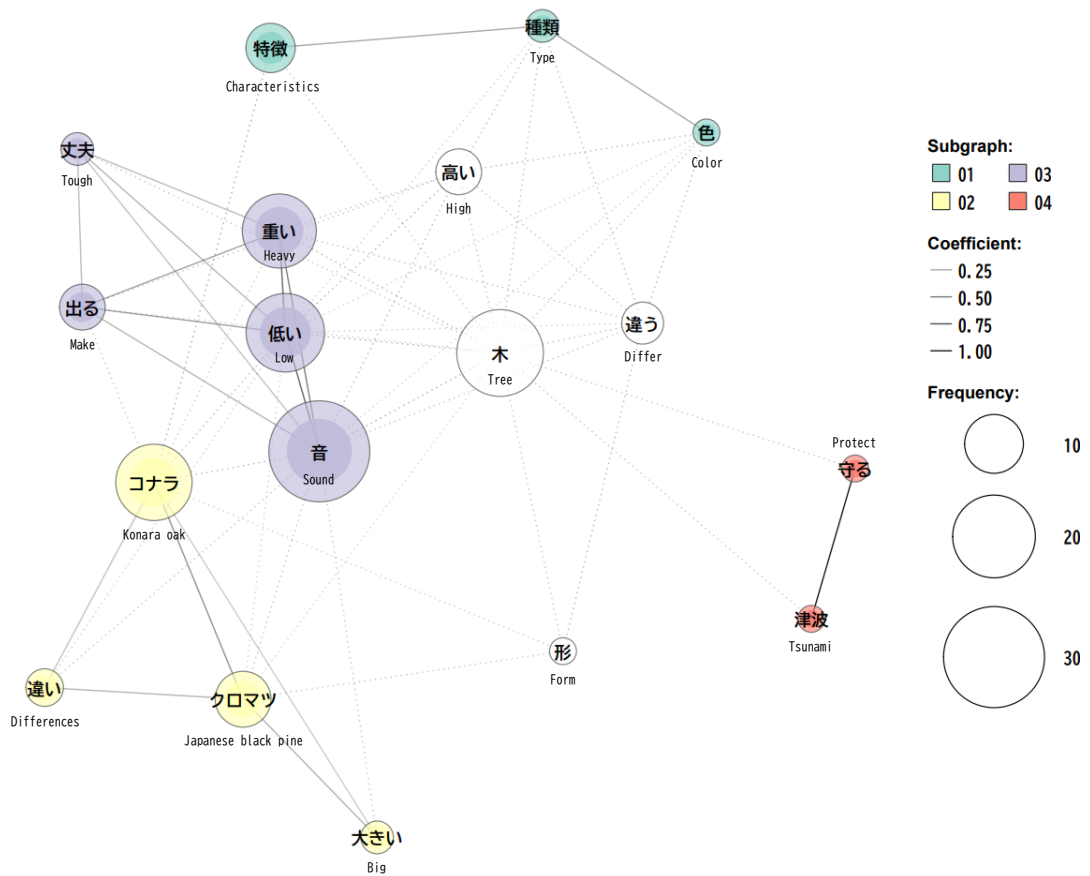 種類
Type
特徴
Characteristics
色
Color
丈夫
Tough
高い
High
重い
Heavy
出る
Make
低い
Low
違う
Differ
木
Tree
音
Sound
コナラ
Konara oak
Protect
守る
津波
Tsunami
形
Form
違い
Differences
クロマツ
Japanese black pine
大きい
Big
Subgraph:
01 03
02 04
Coefficient:
0.25
0.50
0.75
1.00
Frequency:
10
20
30